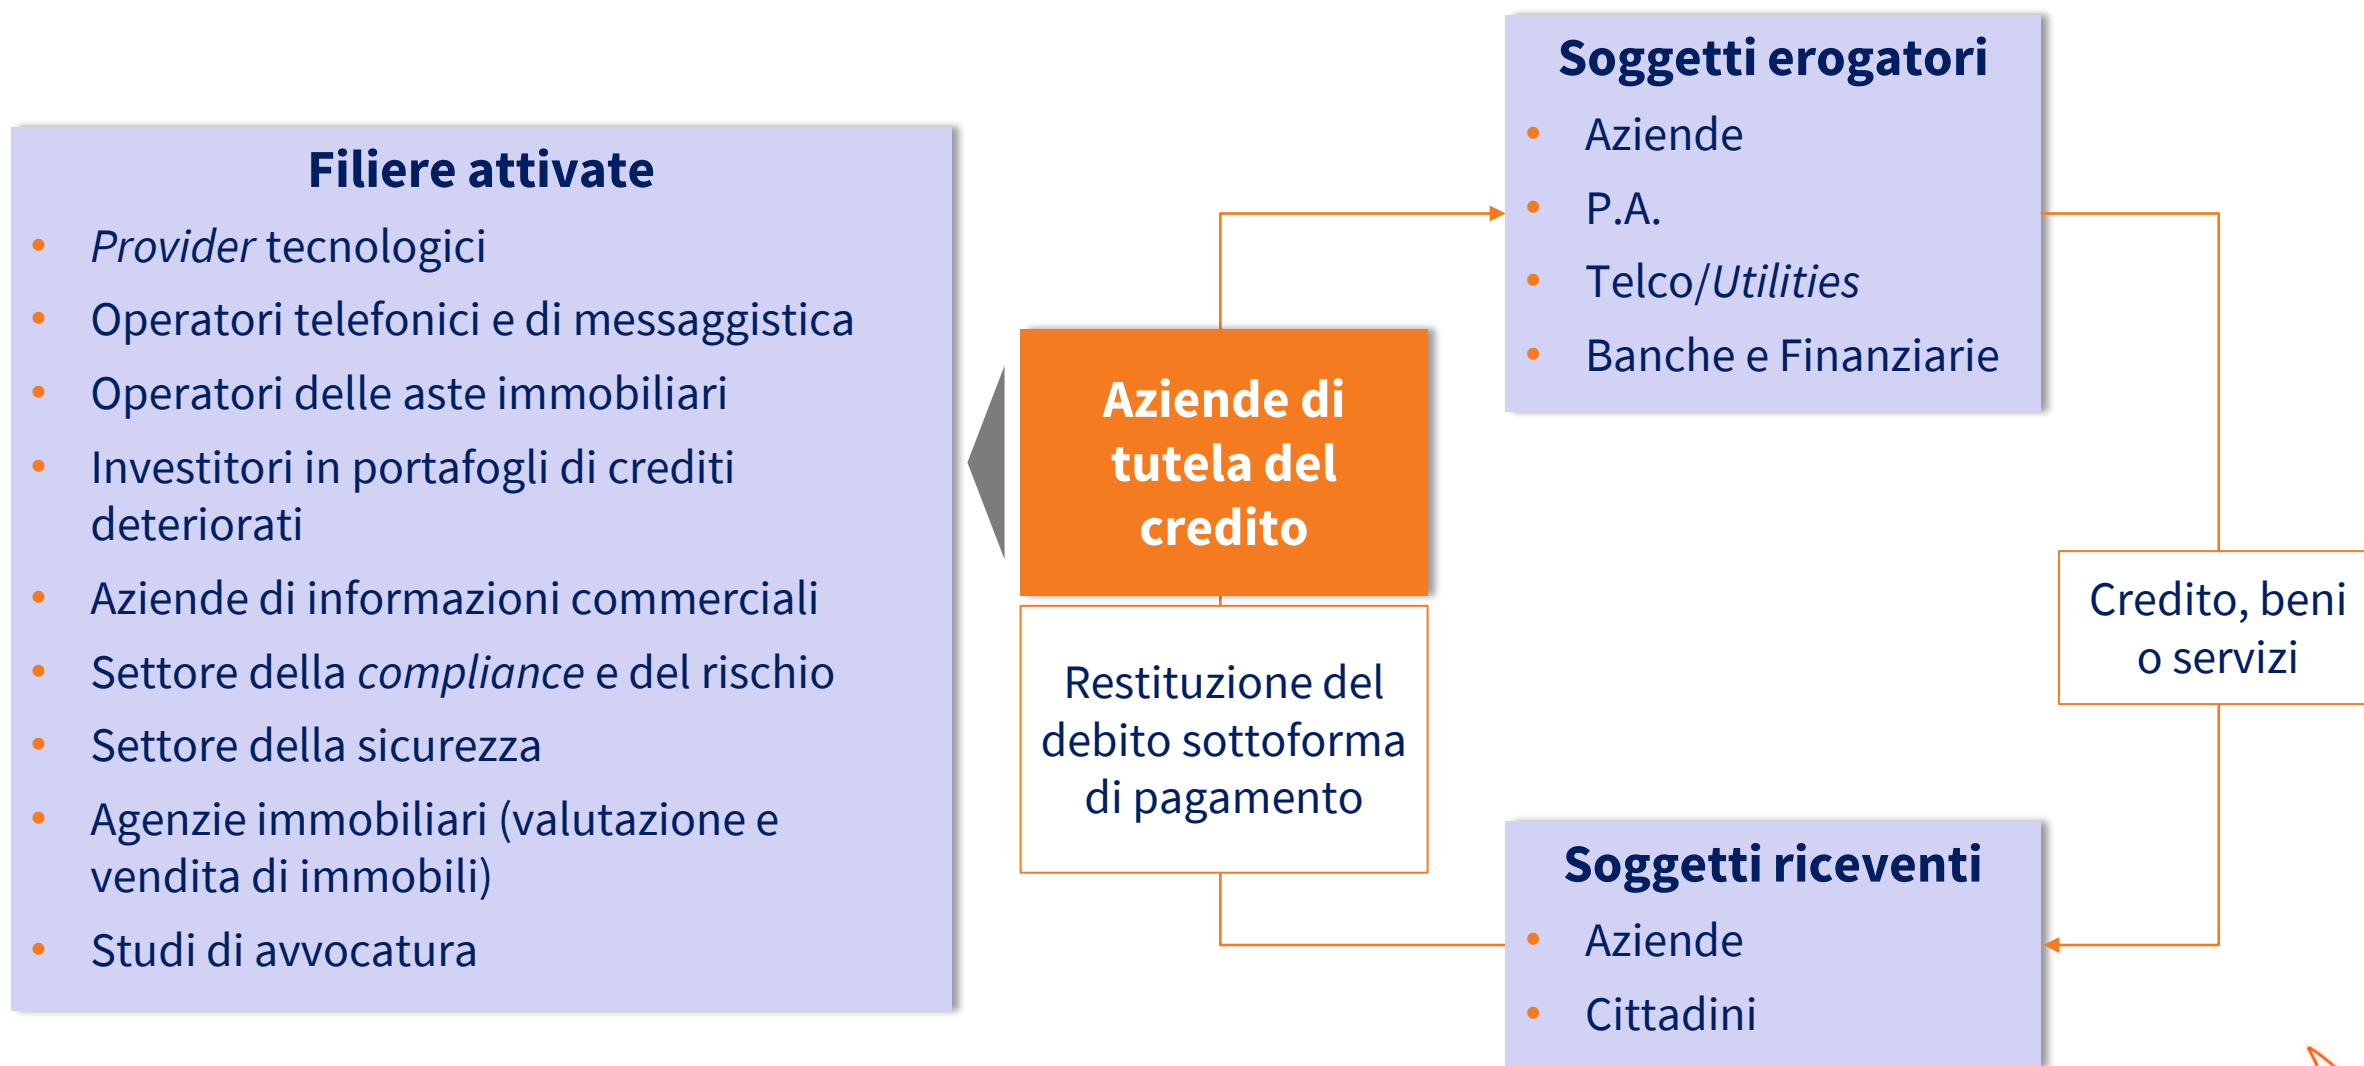 Filiere attivate
• Provider tecnologici
• Operatori telefonici e di messaggistica
• Operatori delle aste immobiliari
• Investitori in portafogli di crediti
deteriorati
• Aziende di informazioni commerciali
• Settore della compliance e del rischio
• Settore della sicurezza
• Agenzie immobiliari (valutazione e
vendita di immobili)
• Studi di avvocatura
Aziende di
tutela del
credito
Restituzione del
debito sottoforma
di pagamento
Soggetti erogatori
• Aziende
• P.A.
• Telco/Utilities
• Banche e Finanziarie
Credito, beni
o servizi
Soggetti riceventi
• Aziende
• Cittadini